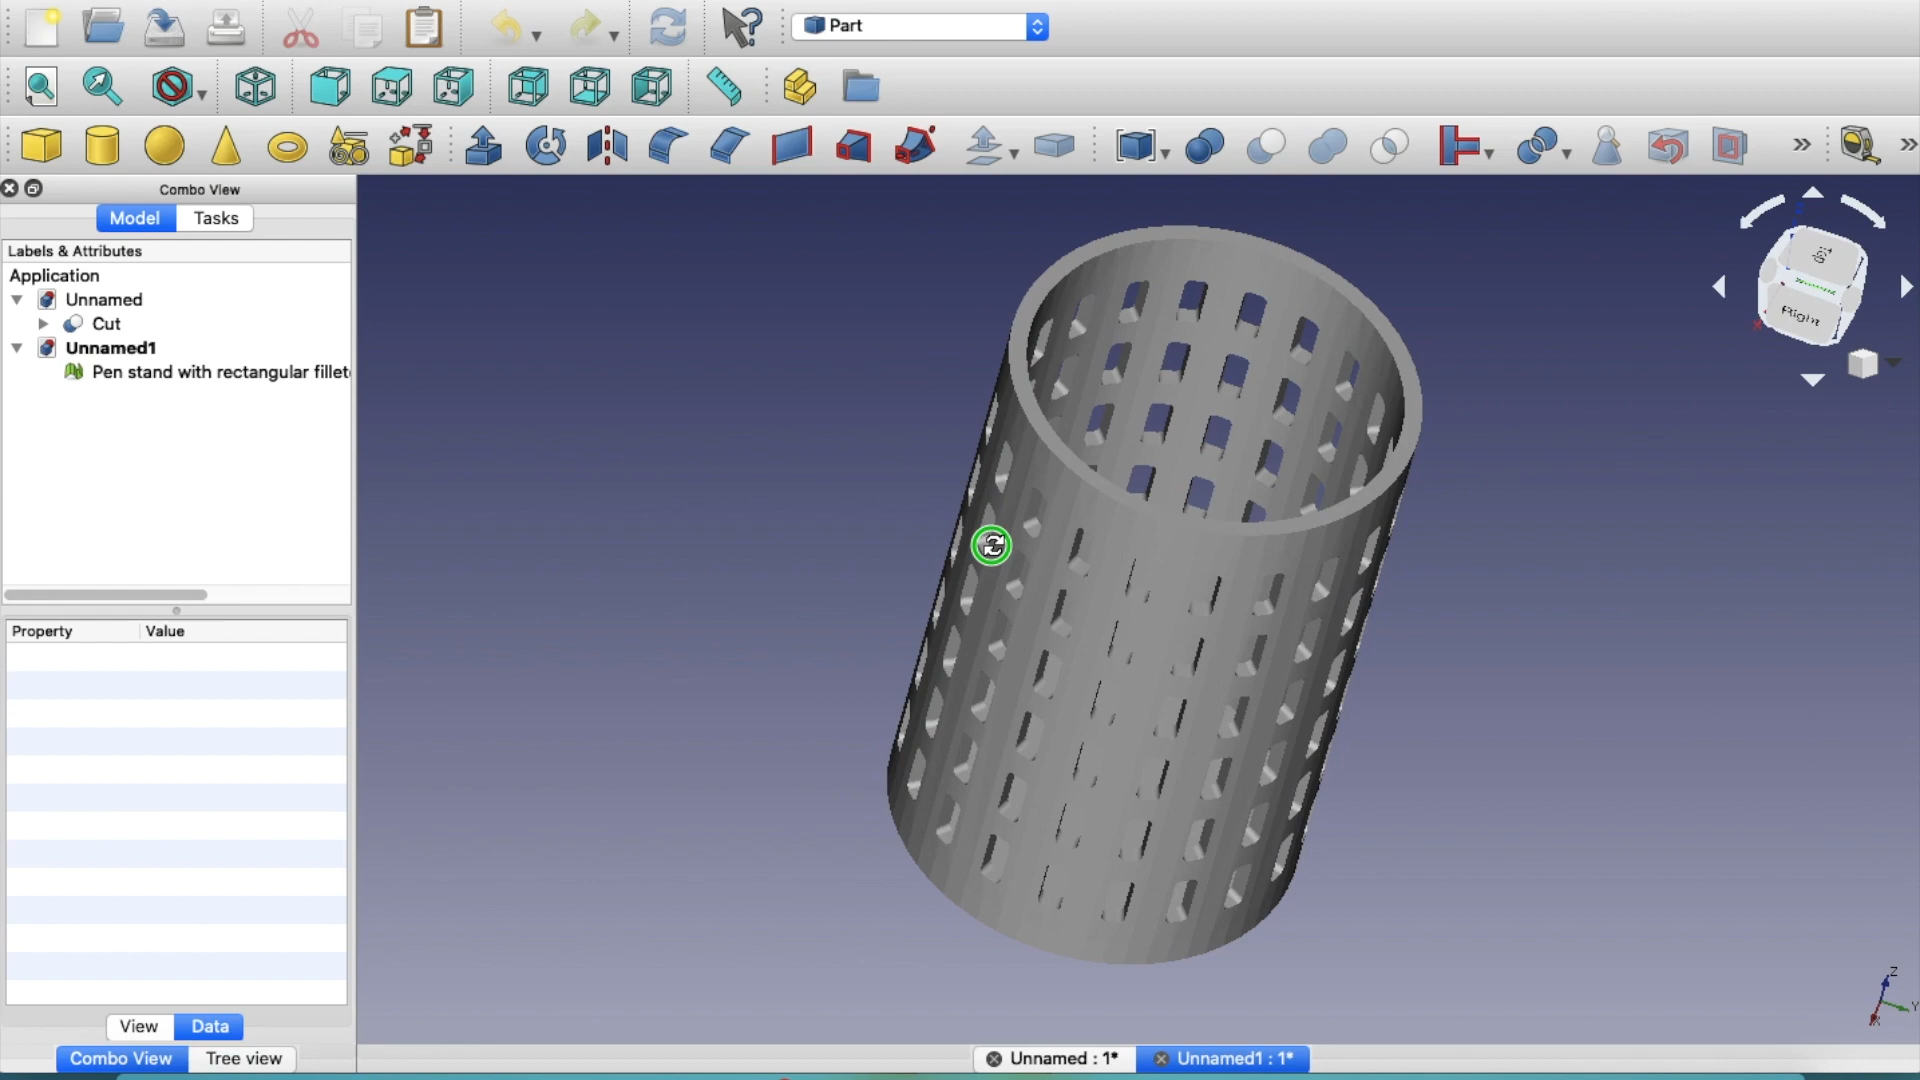 Part
Combo View
Model
Tasks
Labels & Attributes
Application
Unnamed
Cut
Unnamed1
Pen stand with rectangular fillet
Property
Value
View
Data
Combo View
Tree view
Unnamed : 1*
Unnamed1 : 1*
Right
Z
Y
X